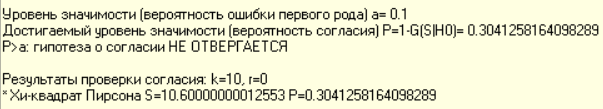 Уровень значимости (вероятность ошибки первого рода) a= 0.1
Достигаемый уровень значимости (вероятность согласия) P=1-G(S|H0)= 0.3041258164098289
P>a: гипотеза о согласии НЕ ОТВЕРГАЕТСЯ
Результаты проверки согласия: k=10, r=0
* Хи-квадрат Пирсона S=10.60000000012553 P=0.3041258164098289